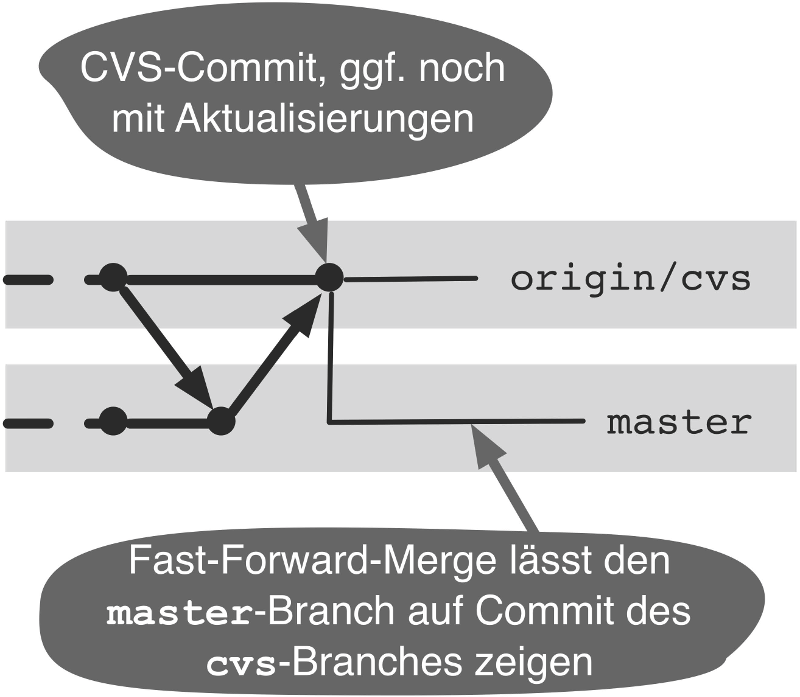 CVS-Commit, ggf. noch
mit Aktualisierungen
origin/cvs
master
Fast-Forward-Merge lässt den
master-Branch auf Commit des
cvs-Branches zeigen